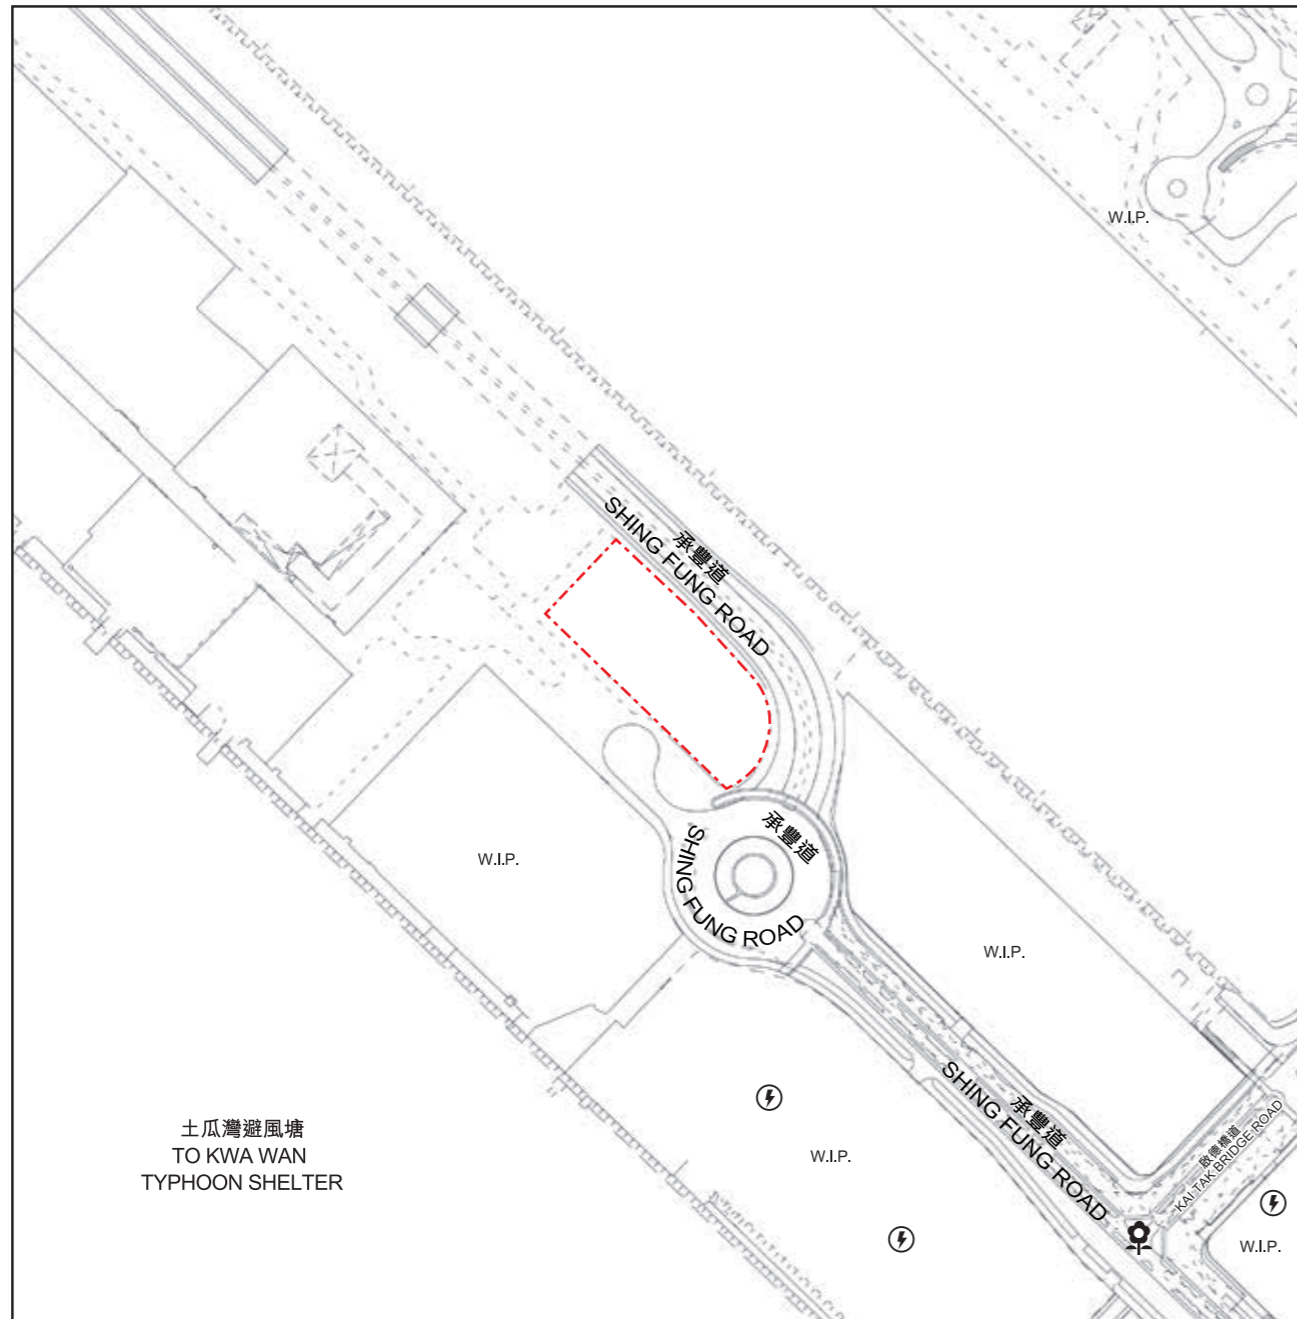 W.I.P.
承豐道
SHING FUNG ROAD
承豐道
SHING FUNG ROAD
W.I.P.
W.I.P.
承豐道
SHING FUNG ROAD
啟德橋道
KAI TAK BRIDGE ROAD
土瓜灣避風塘
TO KWA WAN
TYPHOON SHELTER
W.I.P.
W.I.P.